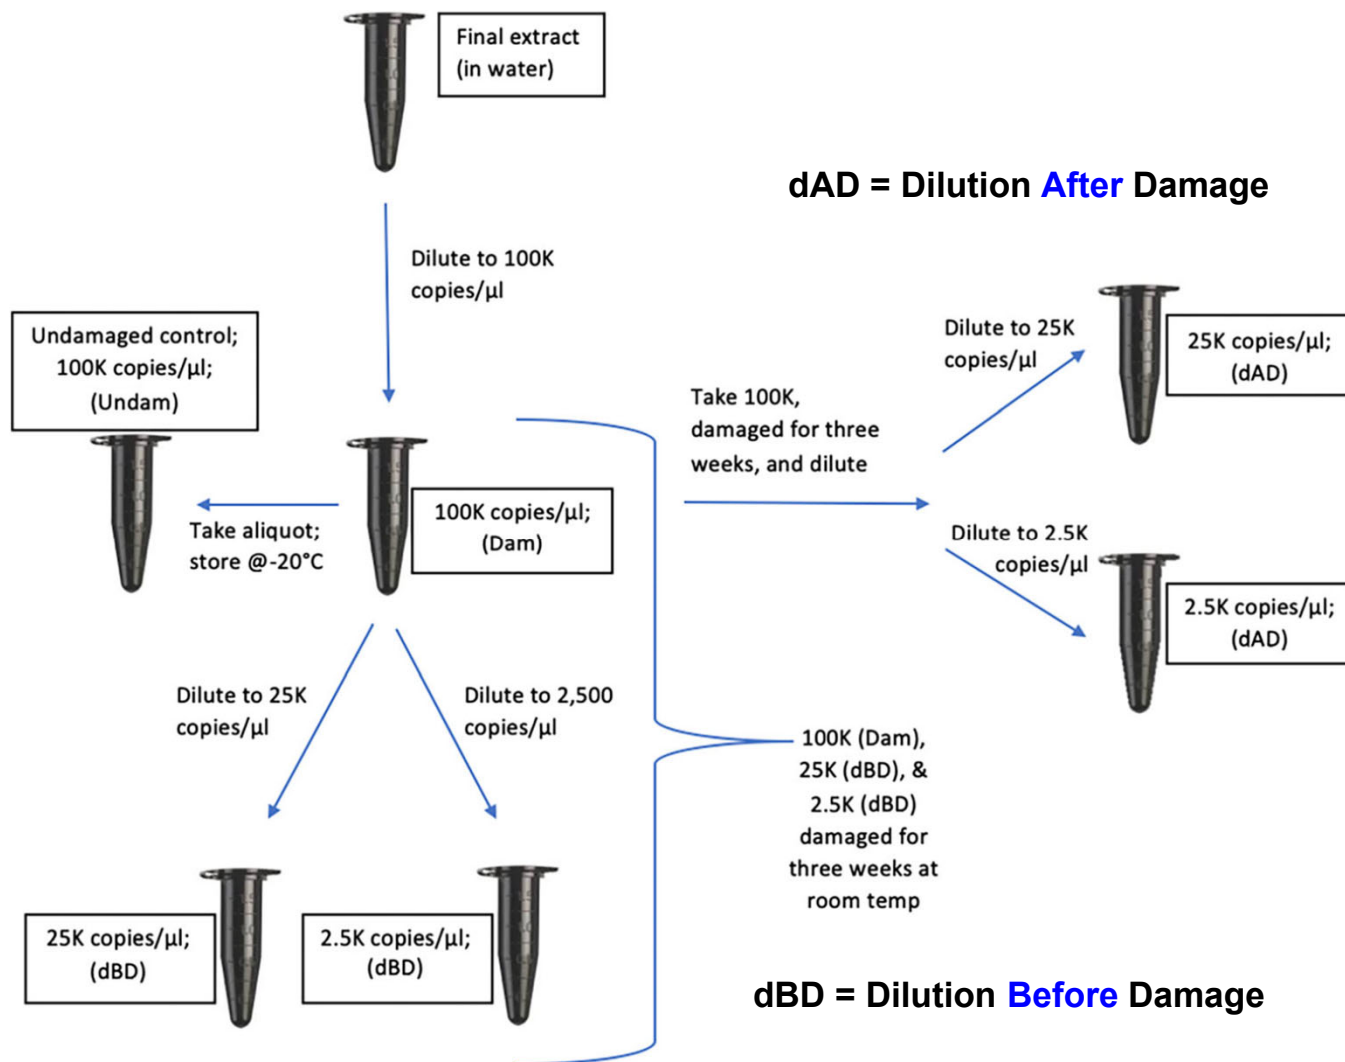 Final extract
(in water)
dAD = Dilution After Damage
Dilute to 100K
copies/µl
Undamaged control;
100K copies/µl;
(Undam)
Dilute to 25K
copies/µl
25K copies/µl;
(dAD)
Take 100K,
damaged for three
weeks, and dilute
Take aliquot;
store @-20°C
100K copies/µl;
(Dam)
Dilute to 2.5K
copies/µl
2.5K copies/µl;
(dAD)
Dilute to 25K
copies/µl
Dilute to 2,500
copies/µl
100K (Dam),
25K (dBD), &
2.5K (dBD)
damaged for
three weeks at
room temp
25K copies/µl;
(dBD)
2.5K copies/µl;
(dBD)
dBD = Dilution Before Damage